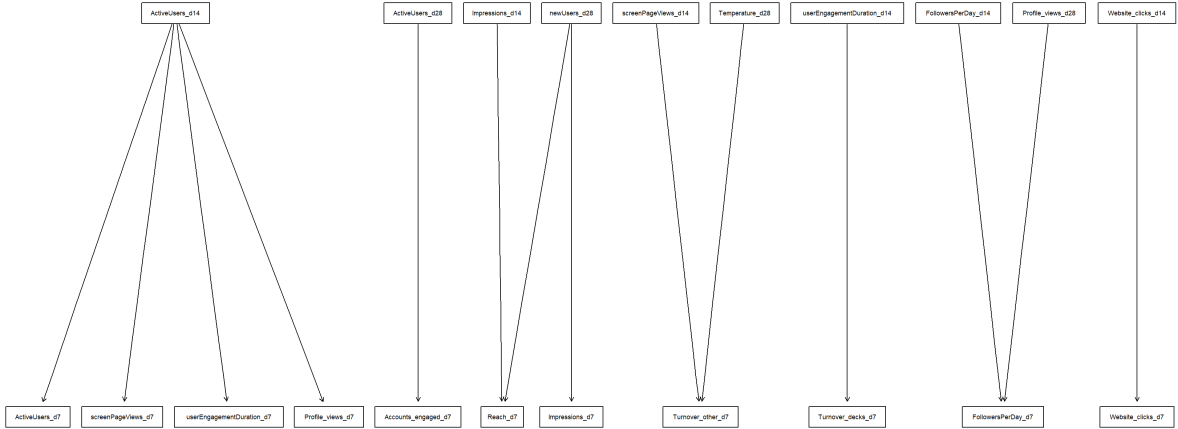 ActiveUsers_d14
ActiveUsers_d28
Impressions_d14
newUsers_d28
screenPageViews_d14
Temperature_d28
userEngagementDuration_d14
FollowersPerDay_d14
Profile_views_d28
Website_clicks_d14
ActiveUsers_d7
screenPageViews_d7
userEngagementDuration_d7
Profile_views_d7
Accounts_engaged_d7
Reach_d7
Impressions_d7
Turnover_other_d7
Turnover_decks_d7
FollowersPerDay_d7
Website_clicks_d7